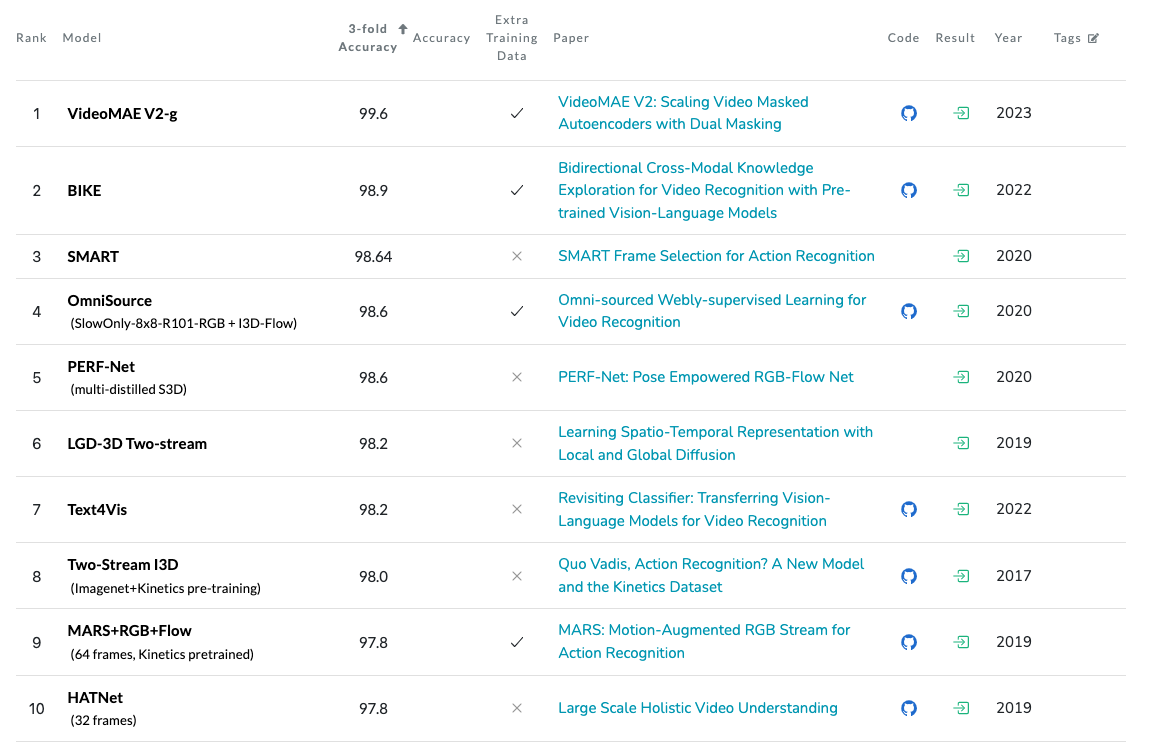 Rank Model 3-fold Accuracy Accuracy Extra Training Data Paper Code Result Year Tags
1 VideoMAE V2-g 99.6 ✓ VideoMAE V2: Scaling Video Masked
Autoencoders with Dual Masking 2023
2 BIKE 98.9 ✓ Bidirectional Cross-Modal Knowledge
Exploration for Video Recognition with Pre-
trained Vision-Language Models 2022
3 SMART 98.64 × SMART Frame Selection for Action Recognition 2020
4 OmniSource
(SlowOnly-8x8-R101-RGB + I3D-Flow) 98.6 ✓ Omni-sourced Webly-supervised Learning for
Video Recognition 2020
5 PERF-Net
(multi-distilled S3D) 98.6 × PERF-Net: Pose Empowered RGB-Flow Net 2020
6 LGD-3D Two-stream 98.2 × Learning Spatio-Temporal Representation with
Local and Global Diffusion 2019
7 Text4Vis 98.2 × Revisiting Classifier: Transferring Vision-
Language Models for Video Recognition 2022
8 Two-Stream I3D
(Imagenet+Kinetics pre-training) 98.0 × Quo Vadis, Action Recognition? A New Model
and the Kinetics Dataset 2017
9 MARS+RGB+Flow
(64 frames, Kinetics pretrained) 97.8 ✓ MARS: Motion-Augmented RGB Stream for
Action Recognition 2019
10 HATNet
(32 frames) 97.8 × Large Scale Holistic Video Understanding 2019